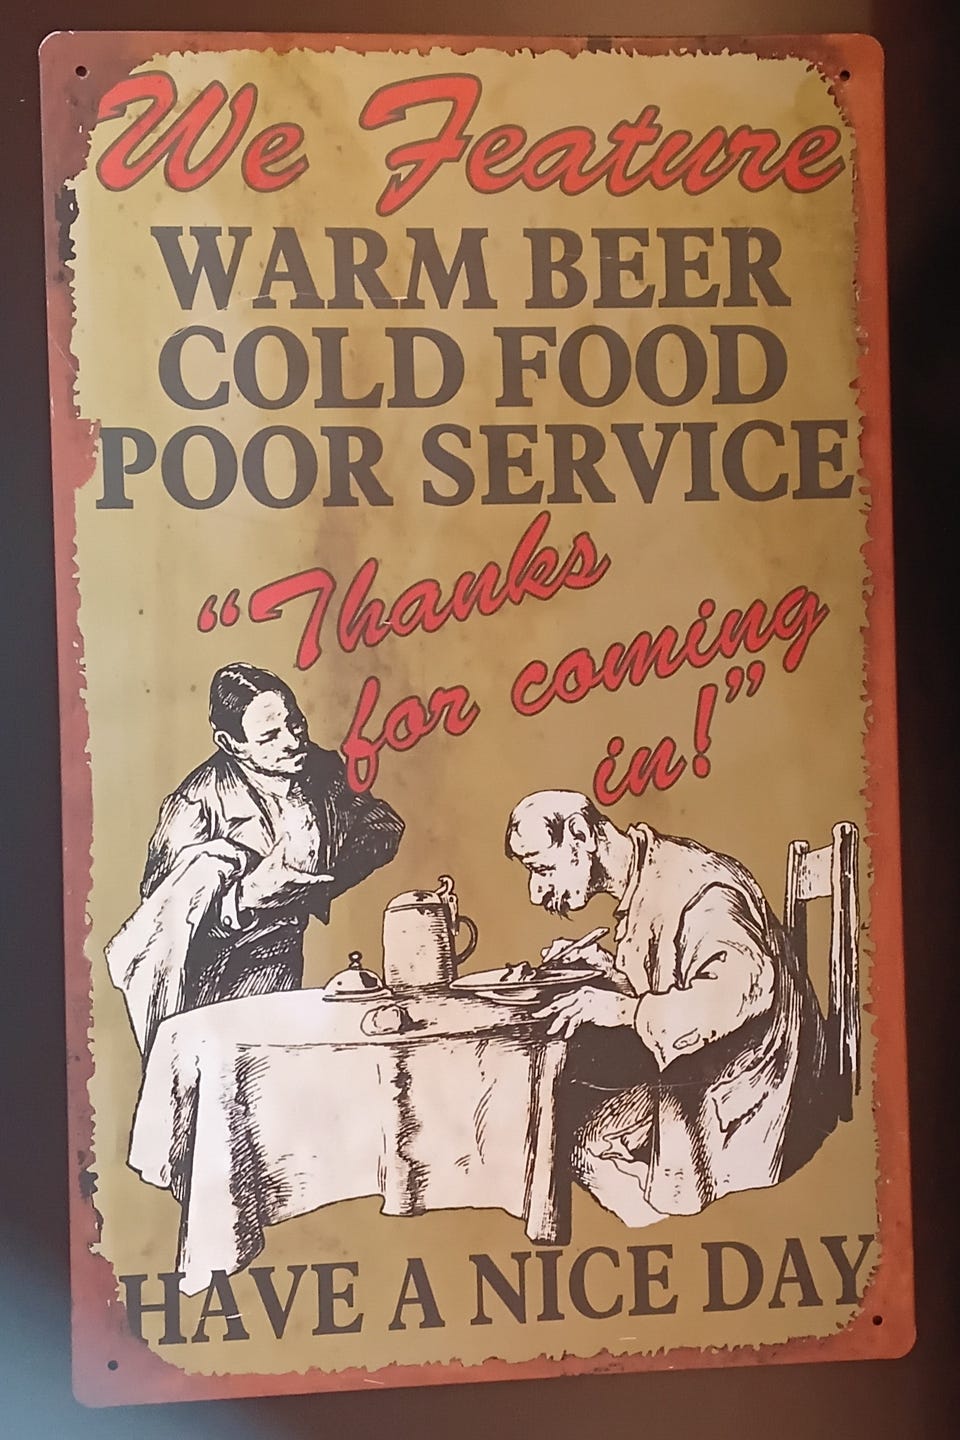 We Feature
WARM BEER
COLD FOOD
POOR SERVICE
“Thanks
for coming
in!”
HAVE A NICE DAY